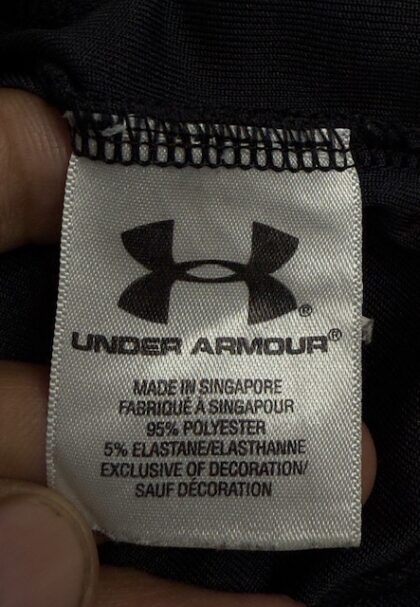 UNDER ARMOUR®
MADE IN SINGAPORE
FABRIQUÉ À SINGAPOUR
95% POLYESTER
5% ELASTANE/ELASTHANNE
EXCLUSIVE OF DECORATION/
SAUF DÉCORATION